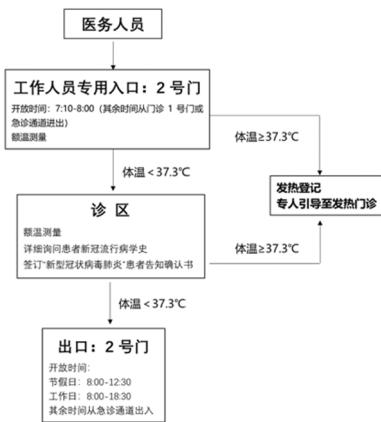 医务人员
工作人员专用入口：2 号门
开放时间：7:10-8:00（其余时间从门诊 1 号门或
急诊通道进出）
额温测量
体温≥37.3℃
体温＜37.3℃
发热登记
专人引导至发热门诊
诊 区
额温测量
详细询问患者新冠流行病学史
签订“新型冠状病毒肺炎”患者告知确认书
体温≥37.3℃
体温＜37.3℃
出口：2 号门
开放时间：
节假日：8:00-12:30
工作日：8:00-18:30
其余时间从急诊通道出入